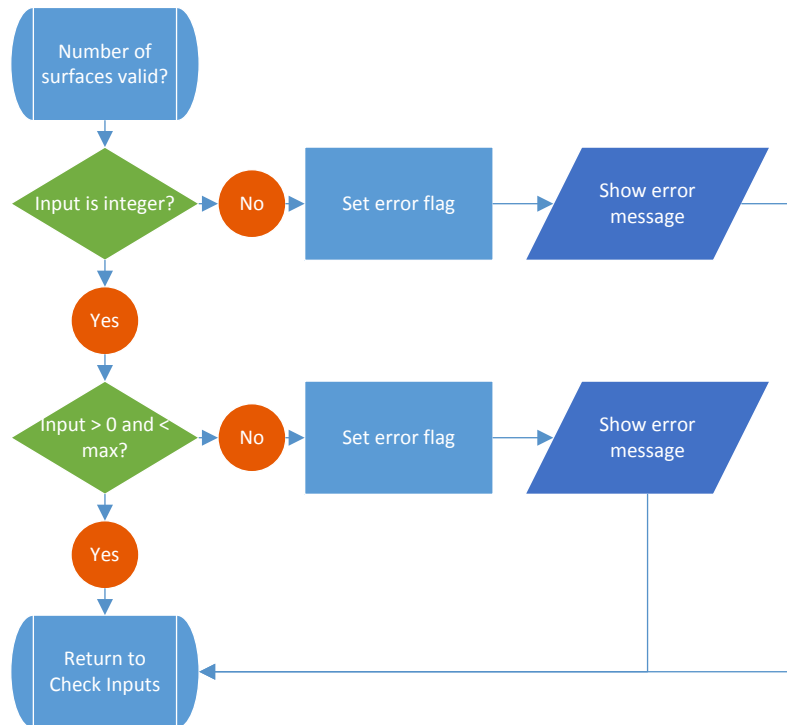 Number of
surfaces valid?
Input is integer?
No
Set error flag
Show error
message
Yes
Input > 0 and <
max?
No
Set error flag
Show error
message
Yes
Return to
Check Inputs